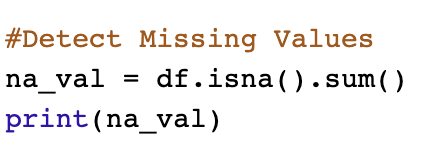 #Detect Missing Values
na_val = df.isna().sum()
print(na_val)